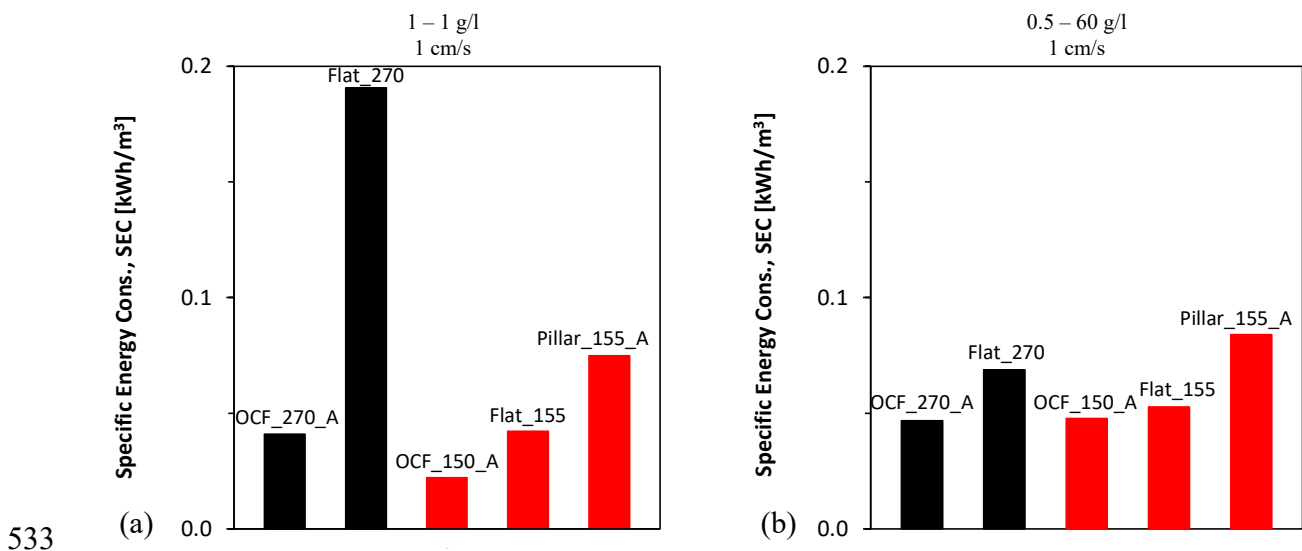 1 – 1 g/l
1 cm/s
Specific Energy Cons., SEC [kWh/m³]
0.2
0.1
0.0
Flat_270
Pillar_155_A
OCF_270_A
Flat_155
OCF_150_A
(a)
0.5 – 60 g/l
1 cm/s
Specific Energy Cons., SEC [kWh/m³]
0.2
0.1
0.0
Pillar_155_A
Flat_270
Flat_155
OCF_270_A
OCF_150_A
(b)
533